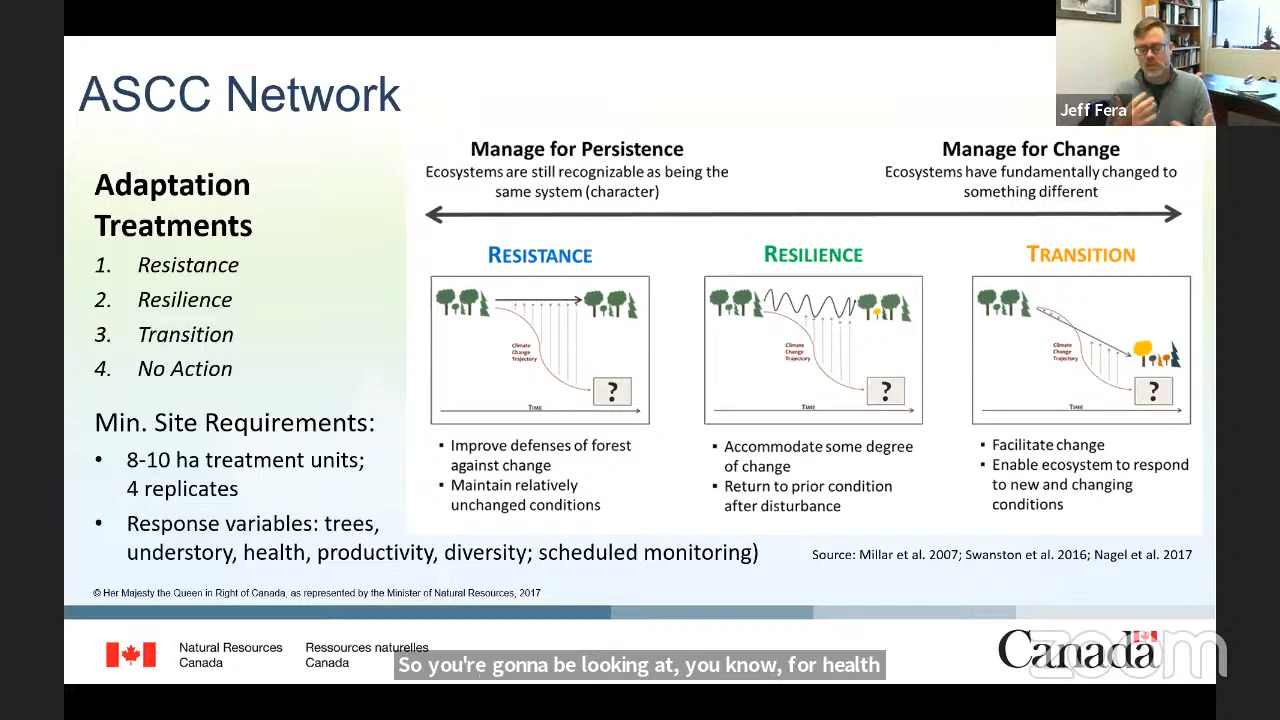 ASCC Network
Jeff Fera
Adaptation
Treatments
1. Resistance
2. Resilience
3. Transition
4. No Action
Min. Site Requirements:
• 8-10 ha treatment units;
4 replicates
• Response variables: trees,
understory, health, productivity, diversity; scheduled monitoring)
Manage for Persistence
Ecosystems are still recognizable as being the
same system (character)
Manage for Change
Ecosystems have fundamentally changed to
something different
RESISTANCE
Climate
Change
Trajectory
?
TIME
▪ Improve defenses of forest
against change
▪ Maintain relatively
unchanged conditions
RESILIENCE
Climate
Change
Trajectory
?
TIME
▪ Accommodate some degree
of change
▪ Return to prior condition
after disturbance
TRANSITION
Climate
Change
Trajectory
?
TIME
▪ Facilitate change
▪ Enable ecosystem to respond
to new and changing
conditions
Source: Millar et al. 2007; Swanston et al. 2016; Nagel et al. 2017
© Her Majesty the Queen in Right of Canada, as represented by the Minister of Natural Resources, 2017
Natural Resources
Canada
Ressources naturelles
Canada
So you're gonna be looking at, you know, for health
Canada
zoom